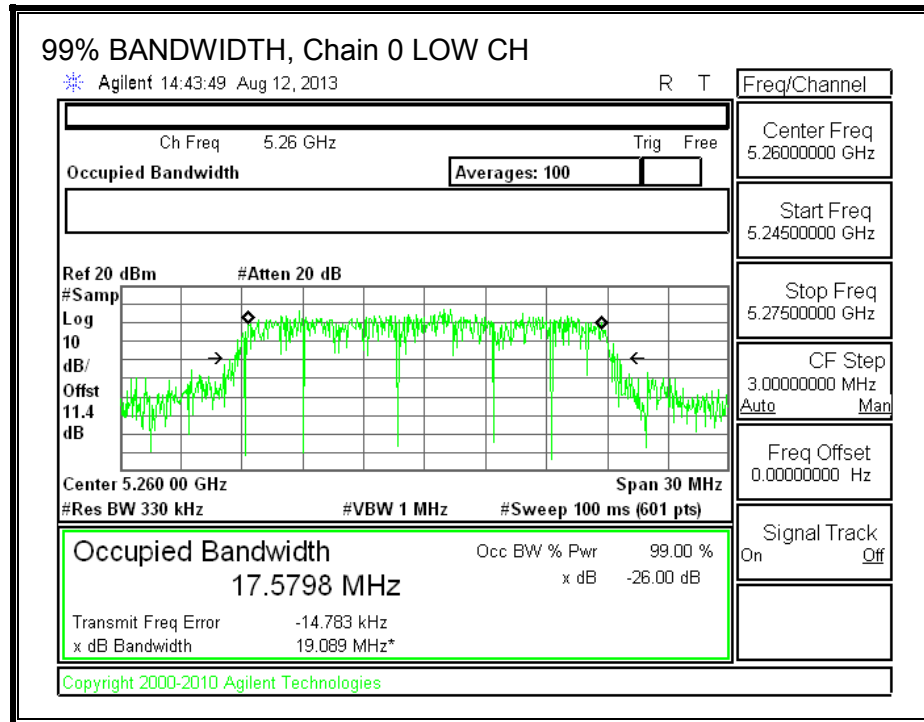 99% BANDWIDTH, Chain 0 LOW CH
Agilent 14:43:49 Aug 12, 2013 R T
Freq/Channel
Ch Freq 5.26 GHz Trig Free
Occupied Bandwidth Averages: 100
Center Freq
5.26000000 GHz
Start Freq
5.24500000 GHz
Stop Freq
5.27500000 GHz
CF Step
3.00000000 MHz
Auto Man
Freq Offset
0.00000000 Hz
Signal Track
On Off
Ref 20 dBm #Atten 20 dB
#Samp
Log
10
dB/
Offst
11.4
dB
Center 5.260 00 GHz Span 30 MHz
#Res BW 330 kHz #VBW 1 MHz #Sweep 100 ms (601 pts)
Occupied Bandwidth Occ BW % Pwr 99.00 %
17.5798 MHz x dB -26.00 dB
Transmit Freq Error -14.783 kHz
x dB Bandwidth 19.089 MHz*
Copyright 2000-2010 Agilent Technologies